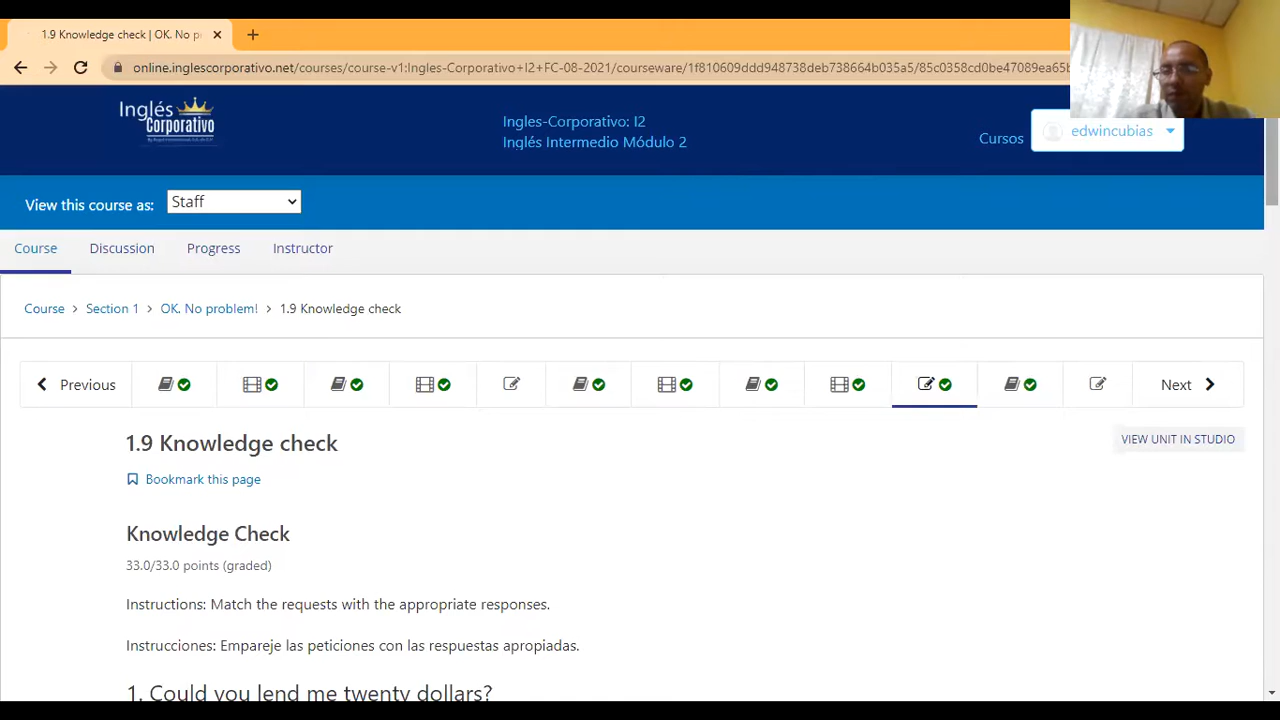 1.9 Knowledge check | OK. No p
online.inglescorporativo.net/courses/course-v1:Ingles-Corporativo+I2+FC-08-2021/courseware/1f810609ddd948738deb738664b035a5/85c0358cd0be47089ea65b
Inglés
Corporativo
Ingles-Corporativo: I2
Inglés Intermedio Módulo 2
Cursos
edwincubias
View this course as:
Staff
Course
Discussion
Progress
Instructor
Course > Section 1 > OK. No problem! > 1.9 Knowledge check
Previous
Next
1.9 Knowledge check
VIEW UNIT IN STUDIO
Bookmark this page
Knowledge Check
33.0/33.0 points (graded)
Instructions: Match the requests with the appropriate responses.
Instrucciones: Empareje las peticiones con las respuestas apropiadas.
1. Could you lend me twenty dollars?